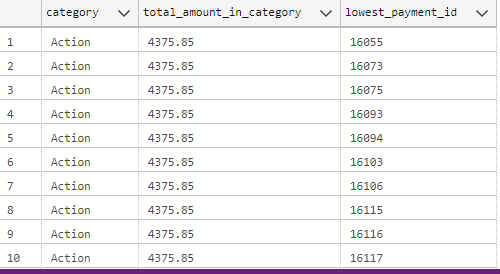 category total_amount_in_category lowest_payment_id
1 Action 4375.85 16055
2 Action 4375.85 16073
3 Action 4375.85 16075
4 Action 4375.85 16093
5 Action 4375.85 16094
6 Action 4375.85 16103
7 Action 4375.85 16106
8 Action 4375.85 16115
9 Action 4375.85 16116
10 Action 4375.85 16117